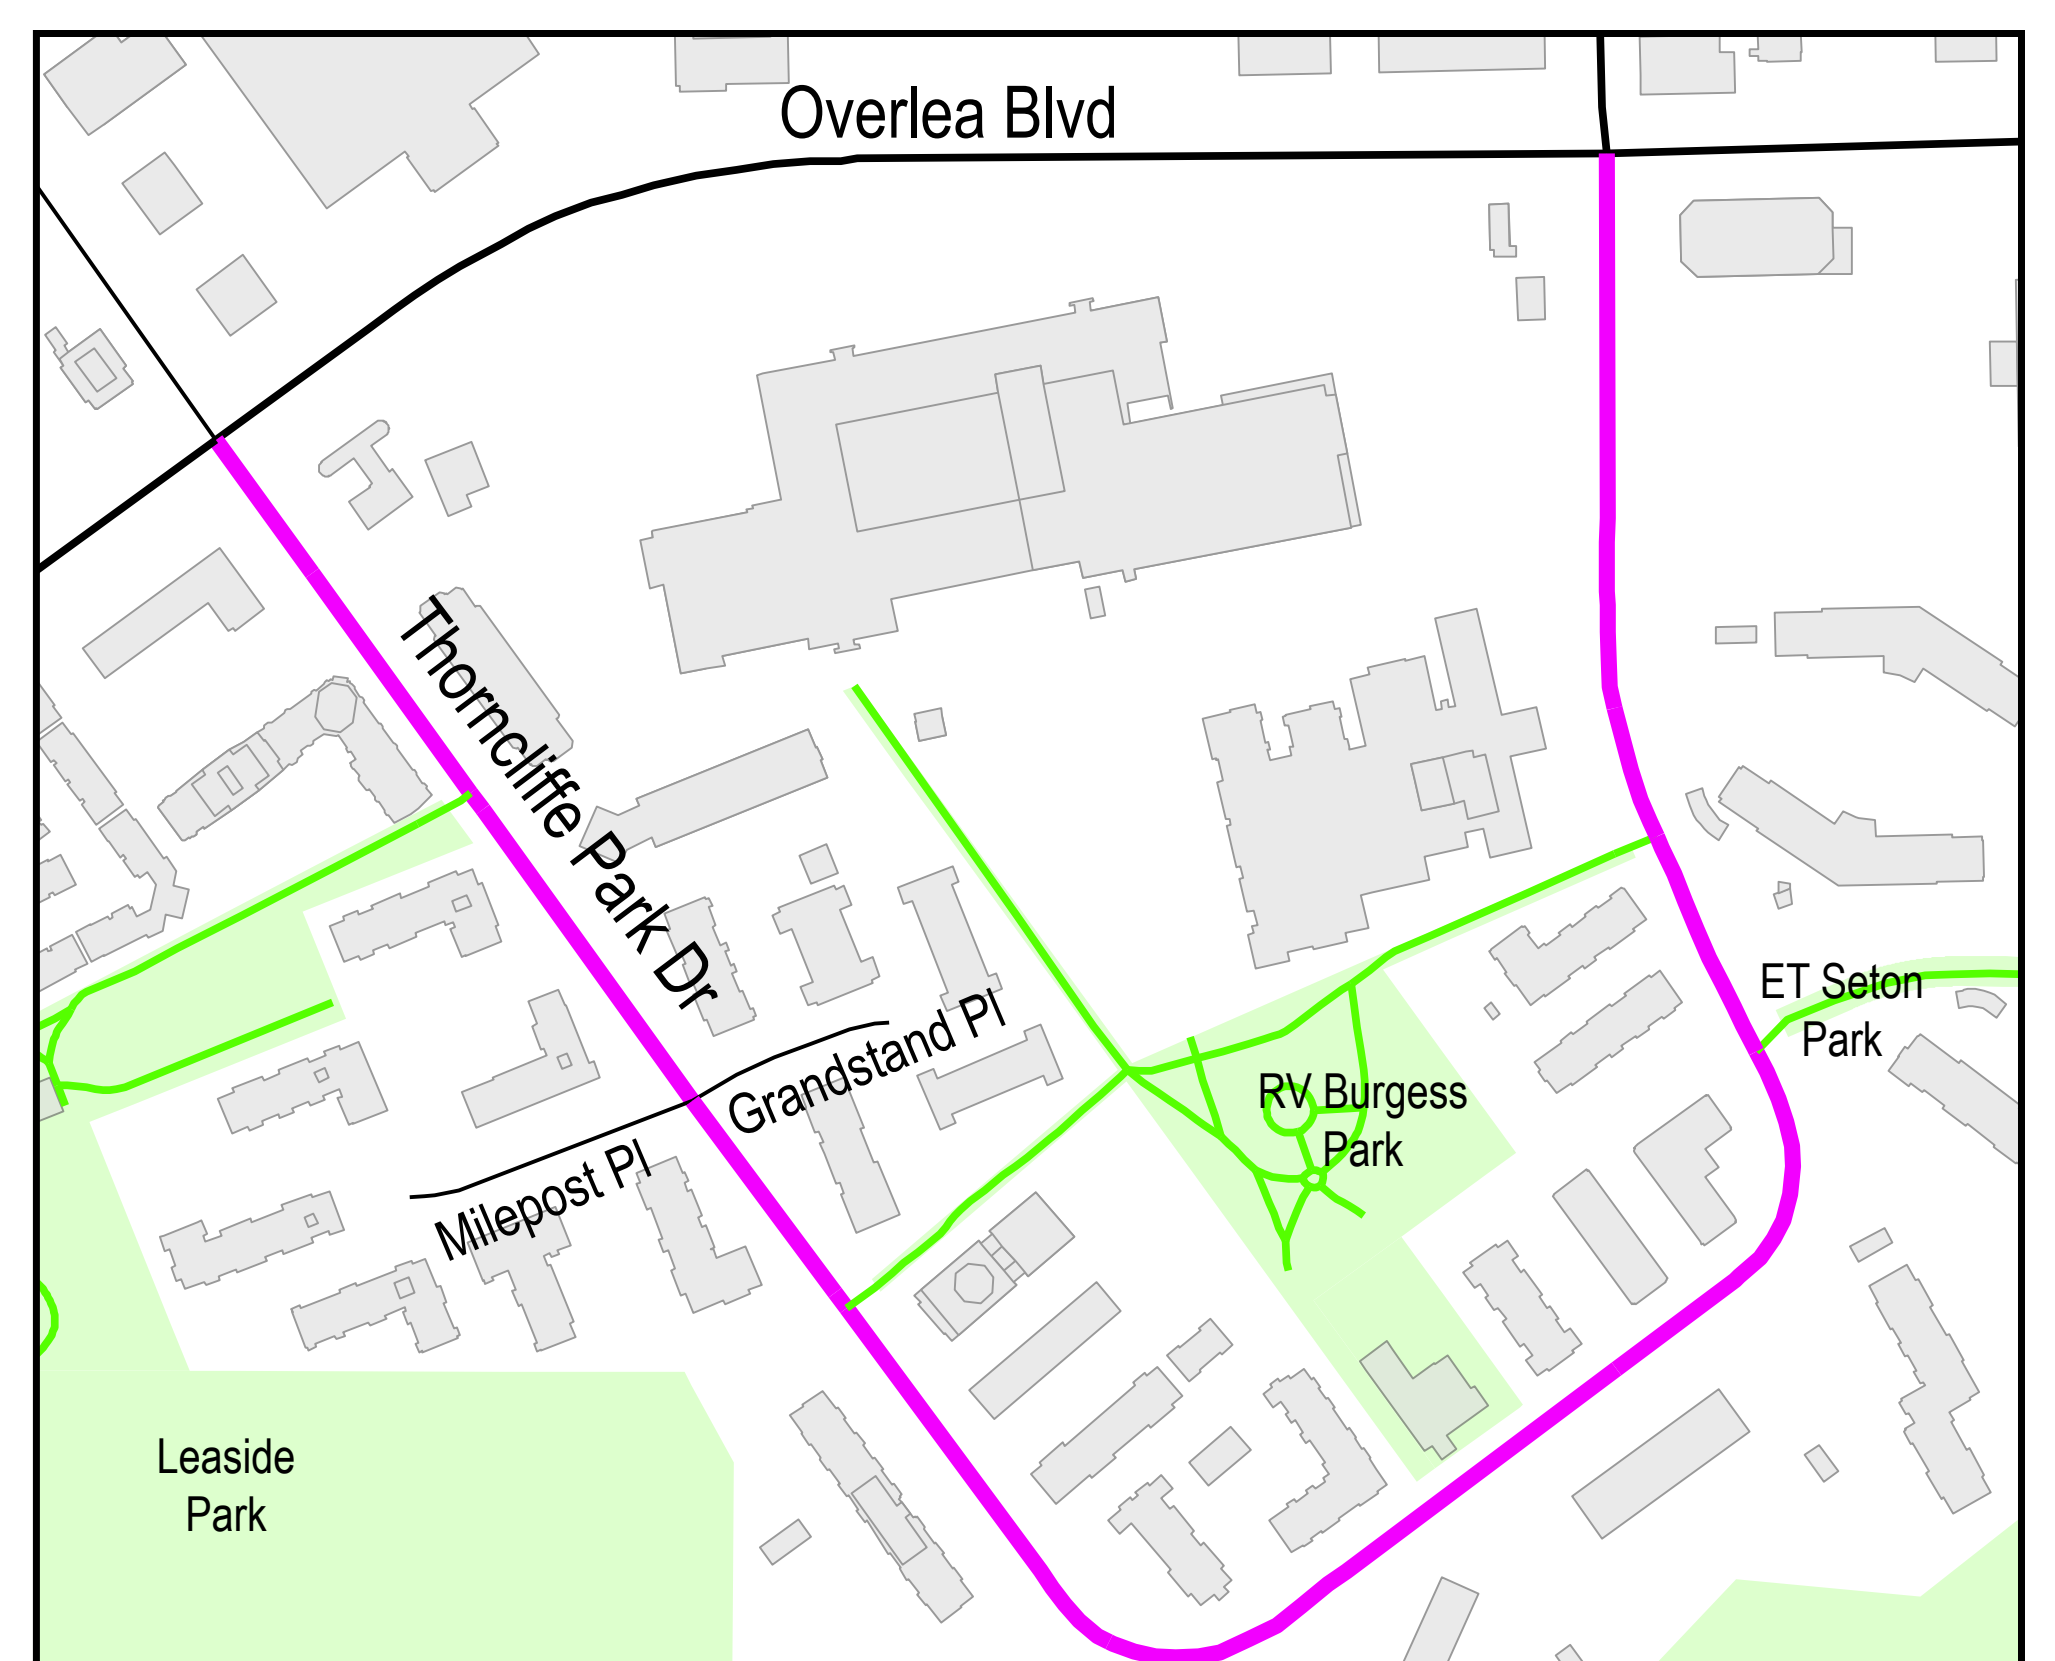 Overlea Blvd
Thorncliffe Park Dr
ET Seton
Park
Grandstand Pl
RV Burgess
Park
Milepost Pl
Leaside
Park